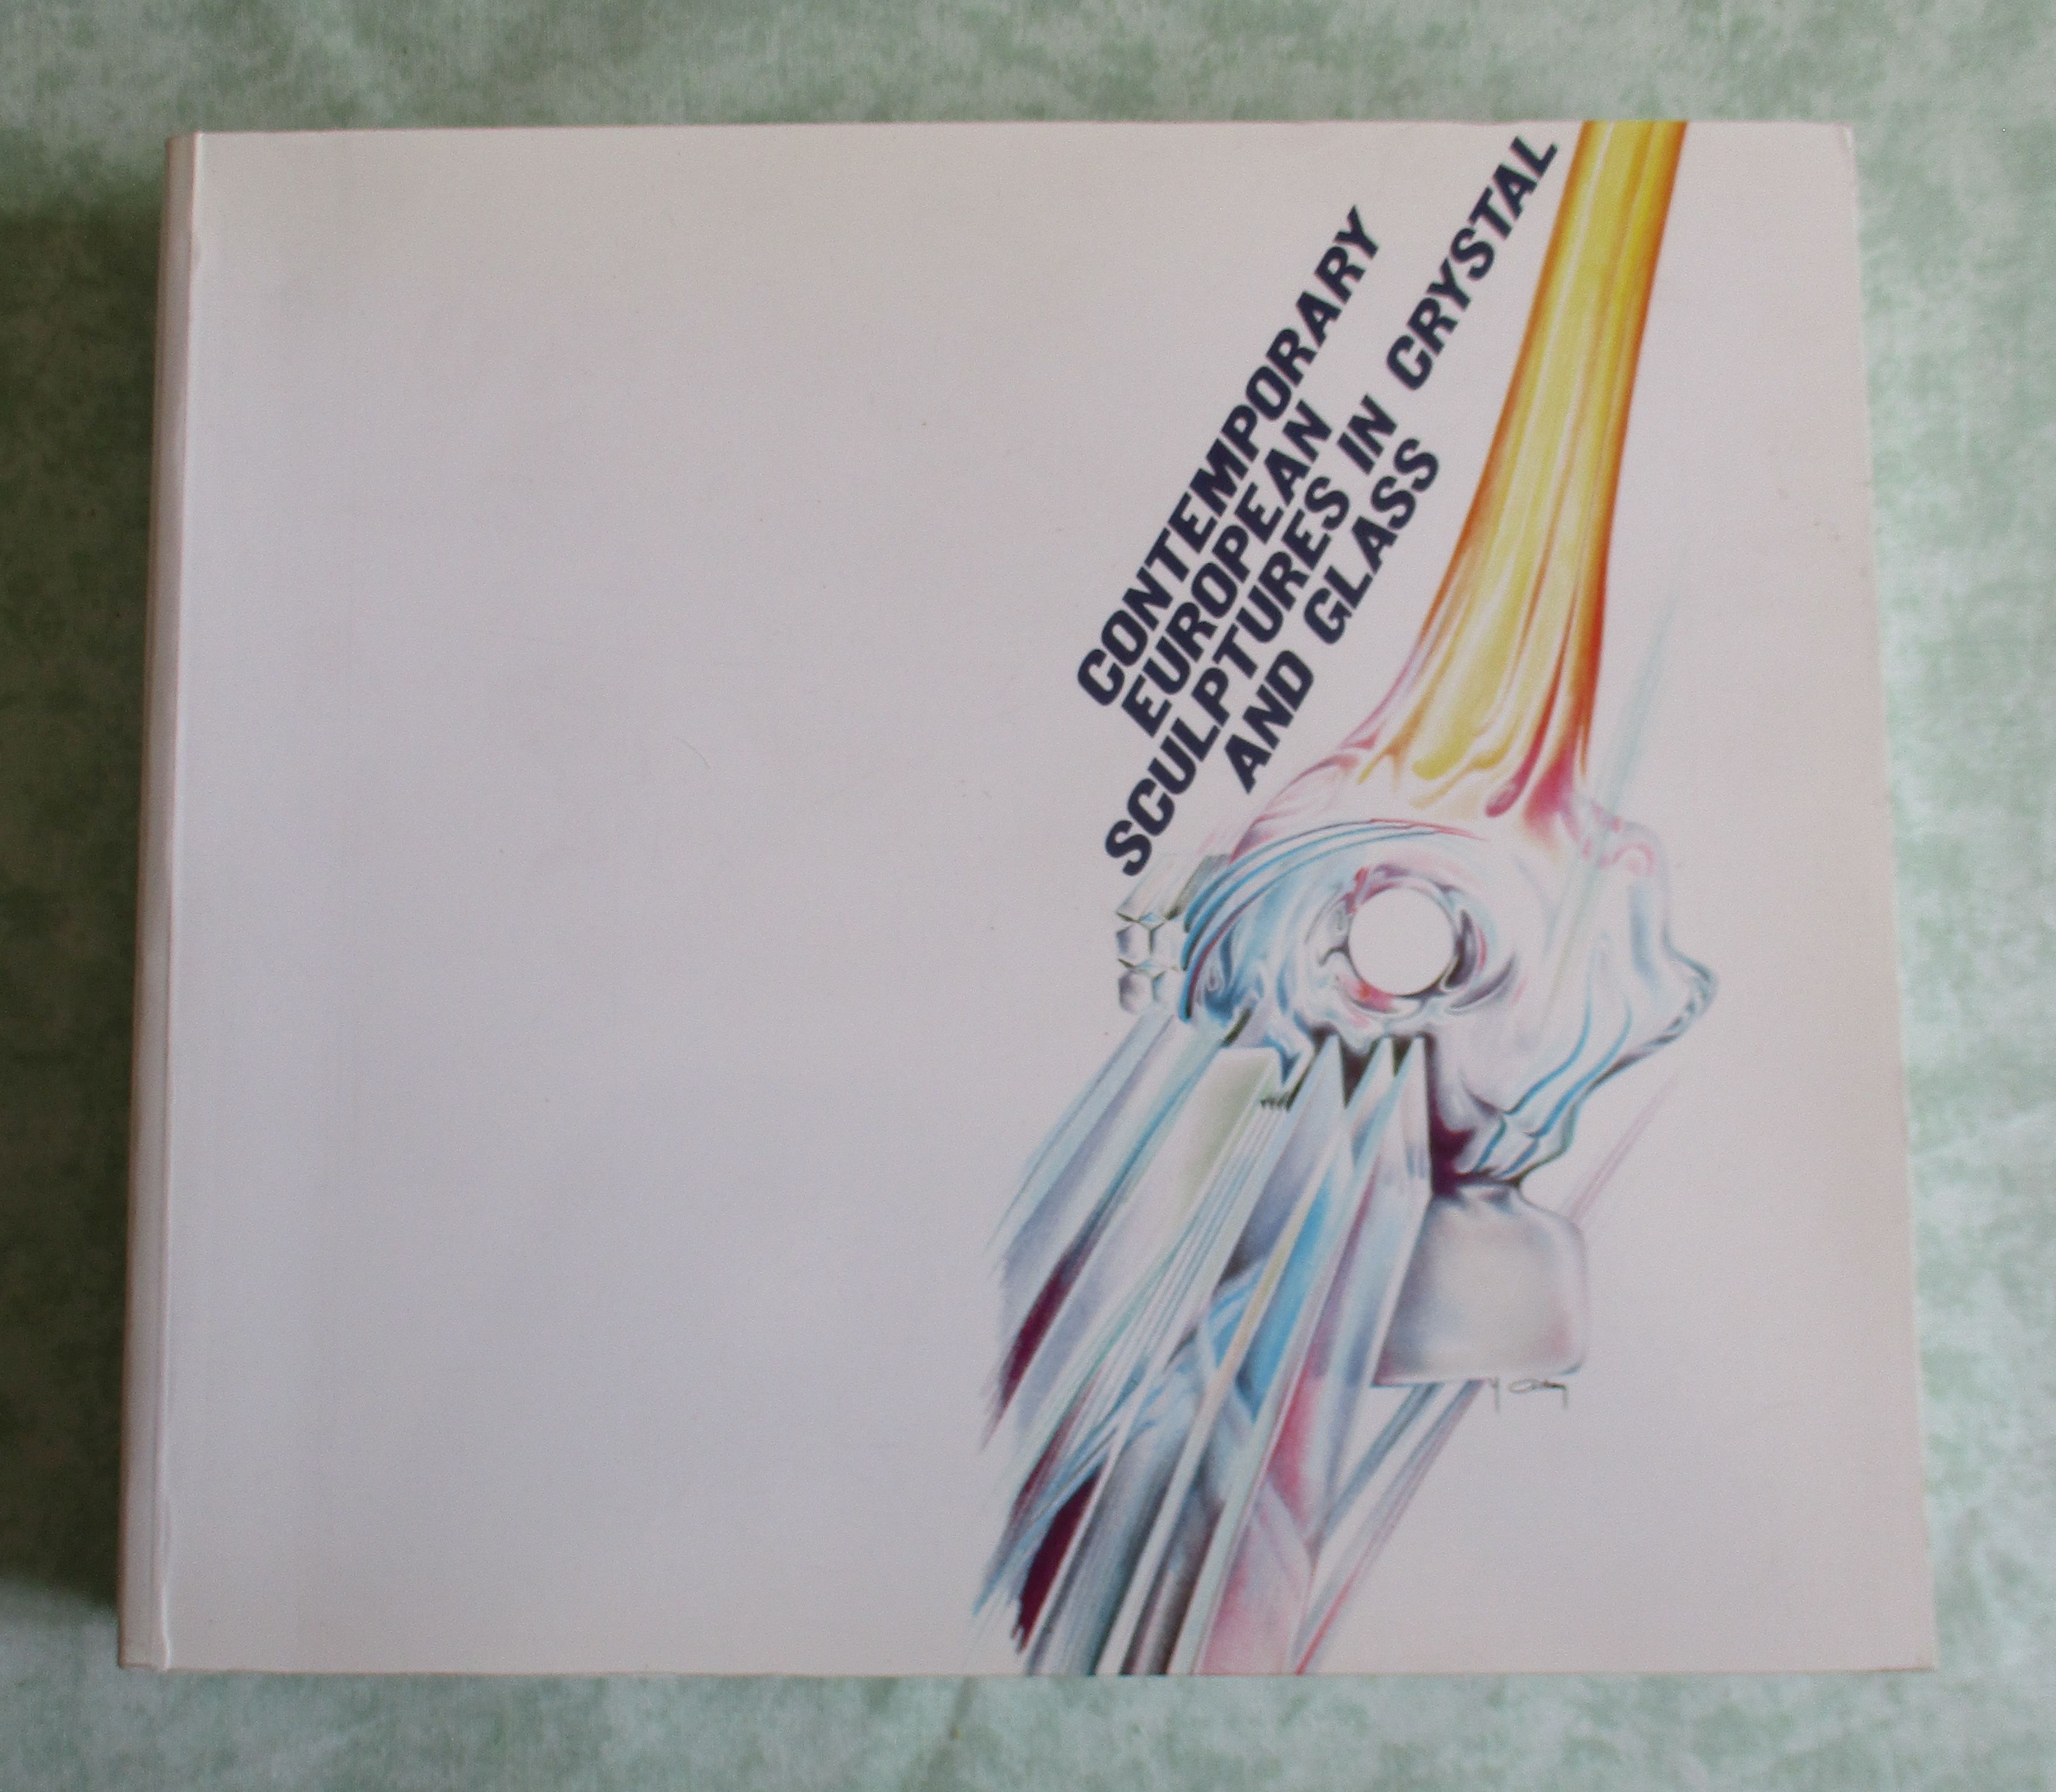 CONTEMPORARY
EUROPEAN
SCULPTURES IN CRYSTAL
AND GLASS